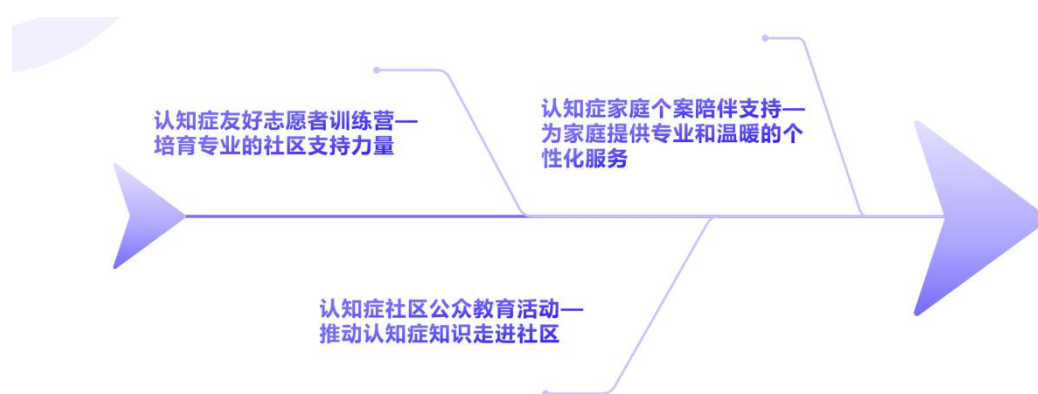 认知症友好志愿者训练营—
培育专业的社区支持力量
认知症家庭个案陪伴支持—
为家庭提供专业和温暖的个
性化服务
认知症社区公众教育活动—
推动认知症知识走进社区